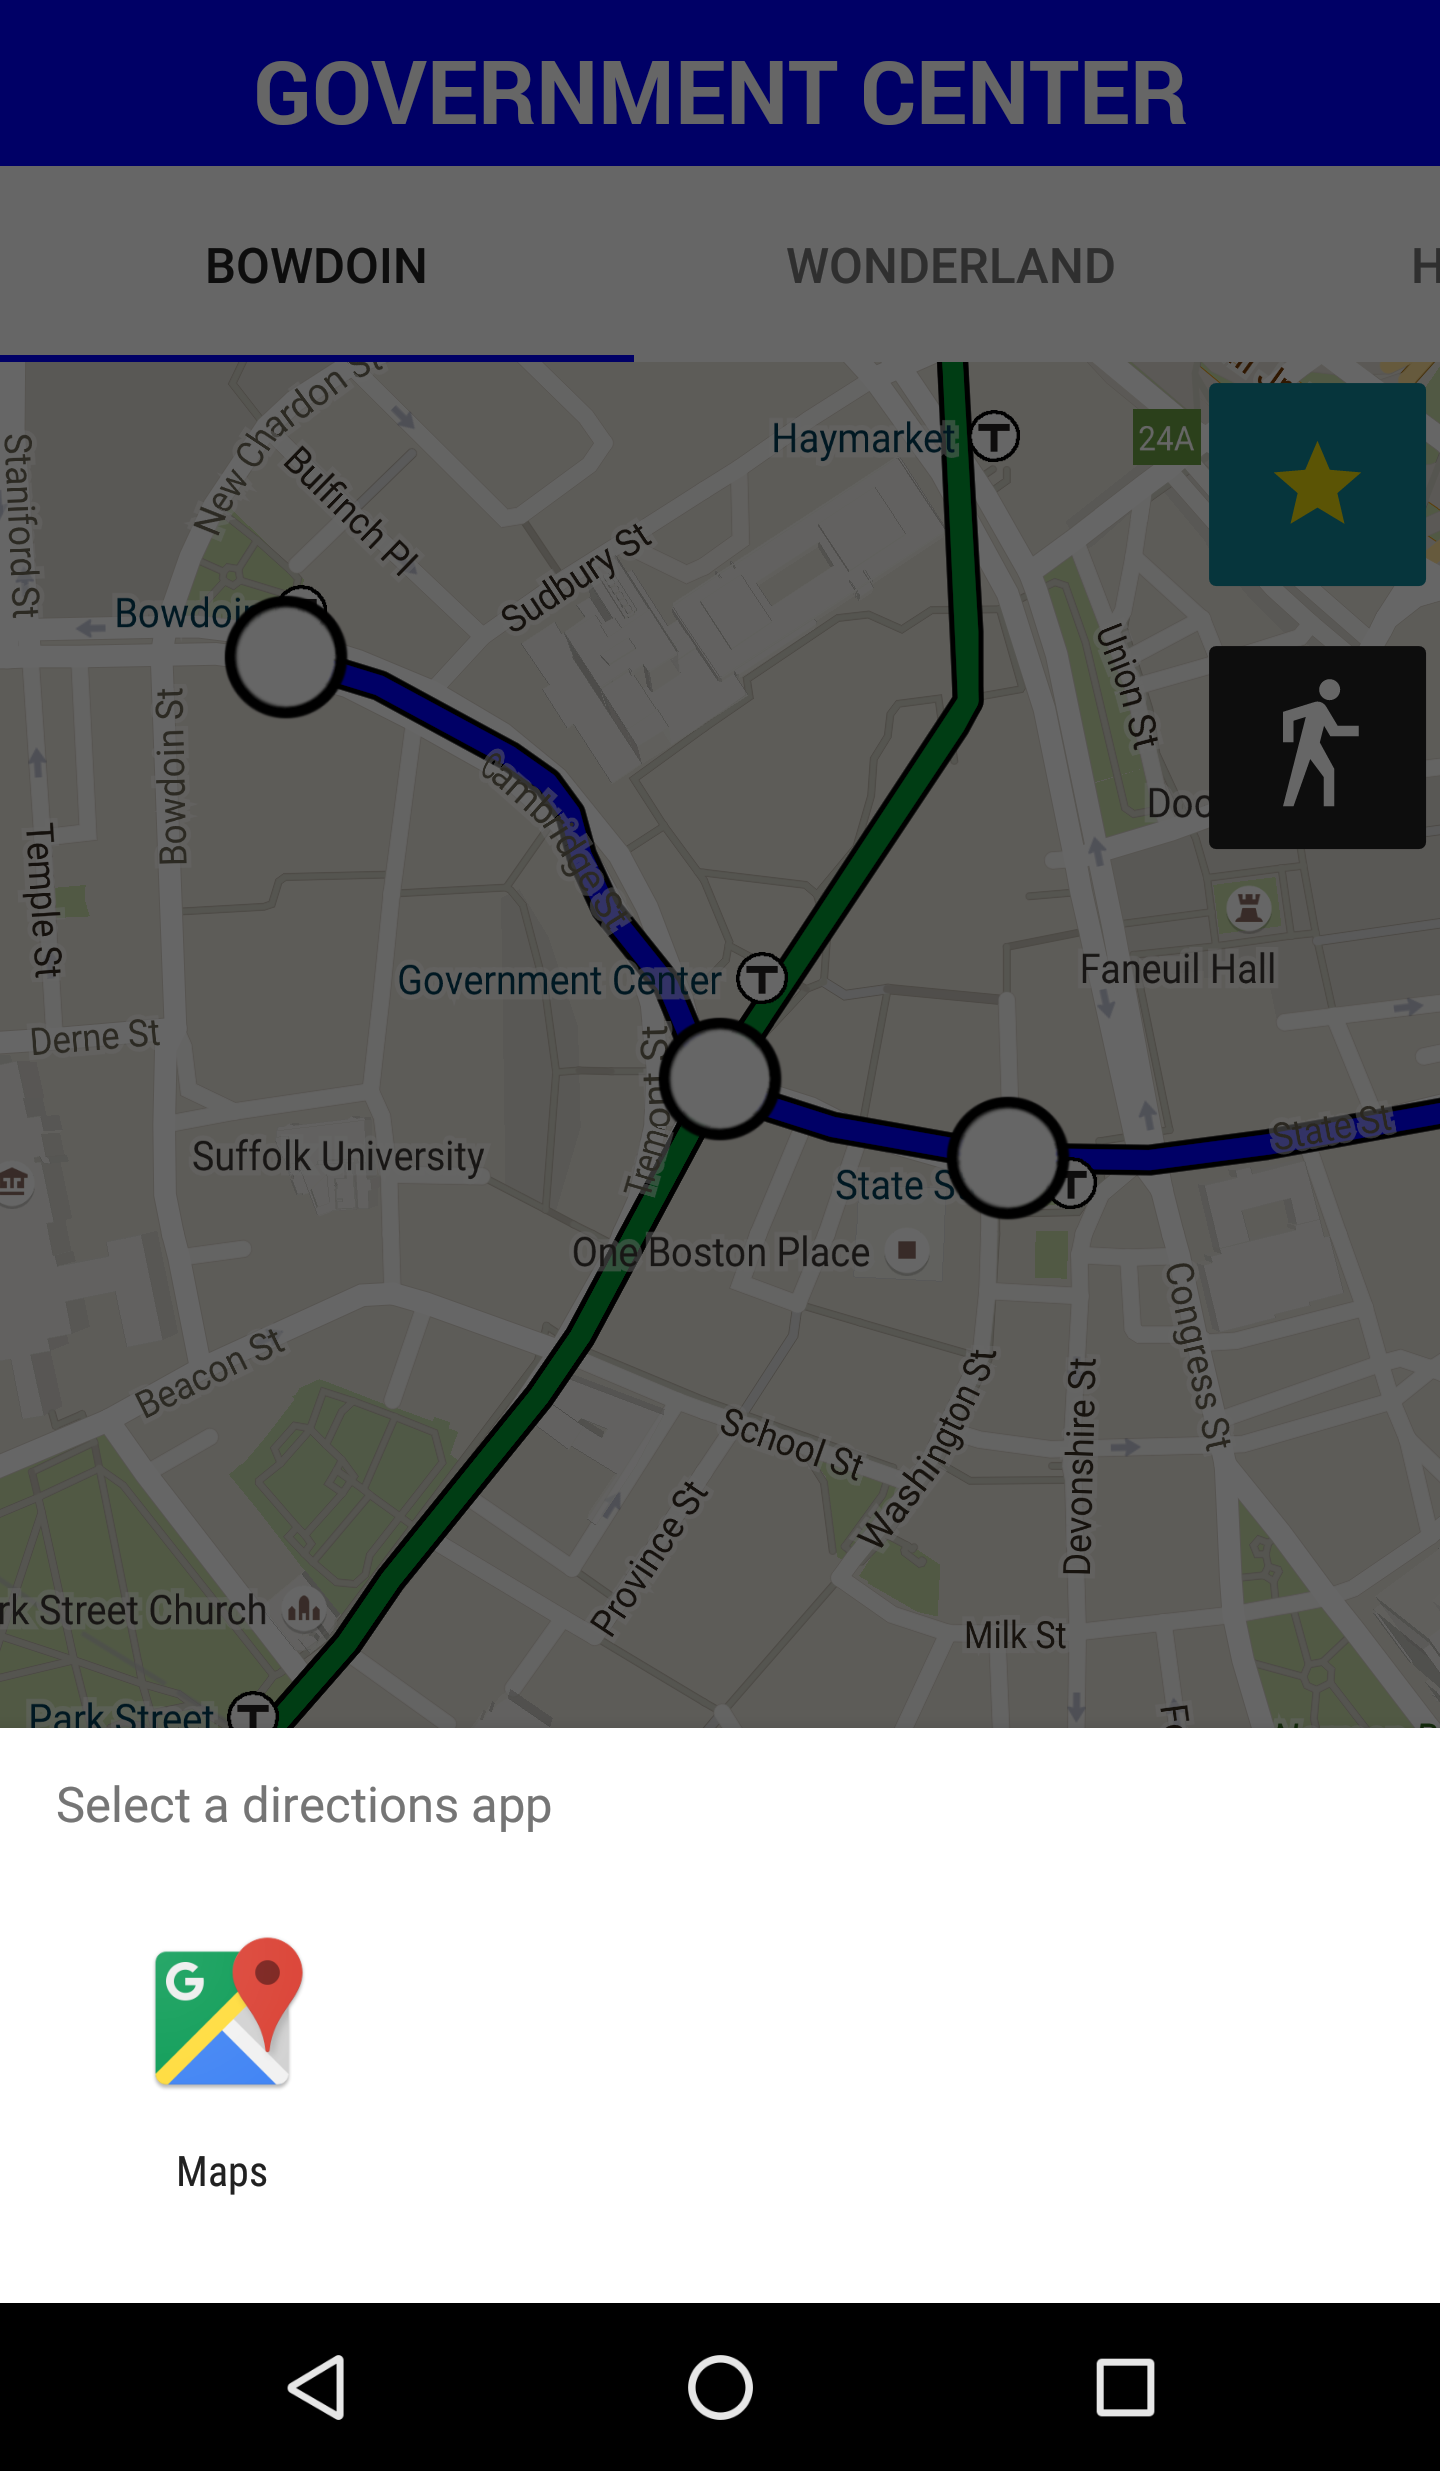 GOVERNMENT CENTER
BOWDOIN
WONDERLAND
H
New Chardon St
Haymarket
T
24A
Staniford St
Bulfinch Pl
Sudbury St
Bowdoin
Union St
Bowdoin St
Cambridge St
Doc
Temple St
Government Center
T
Faneuil Hall
Derne St
Tremont St
State St
Suffolk University
State S
T
One Boston Place
Congress St
Beacon St
Washington St
Devonshire St
School St
Province St
rk Street Church
Milk St
Park Street
T
Select a directions app
G
Maps